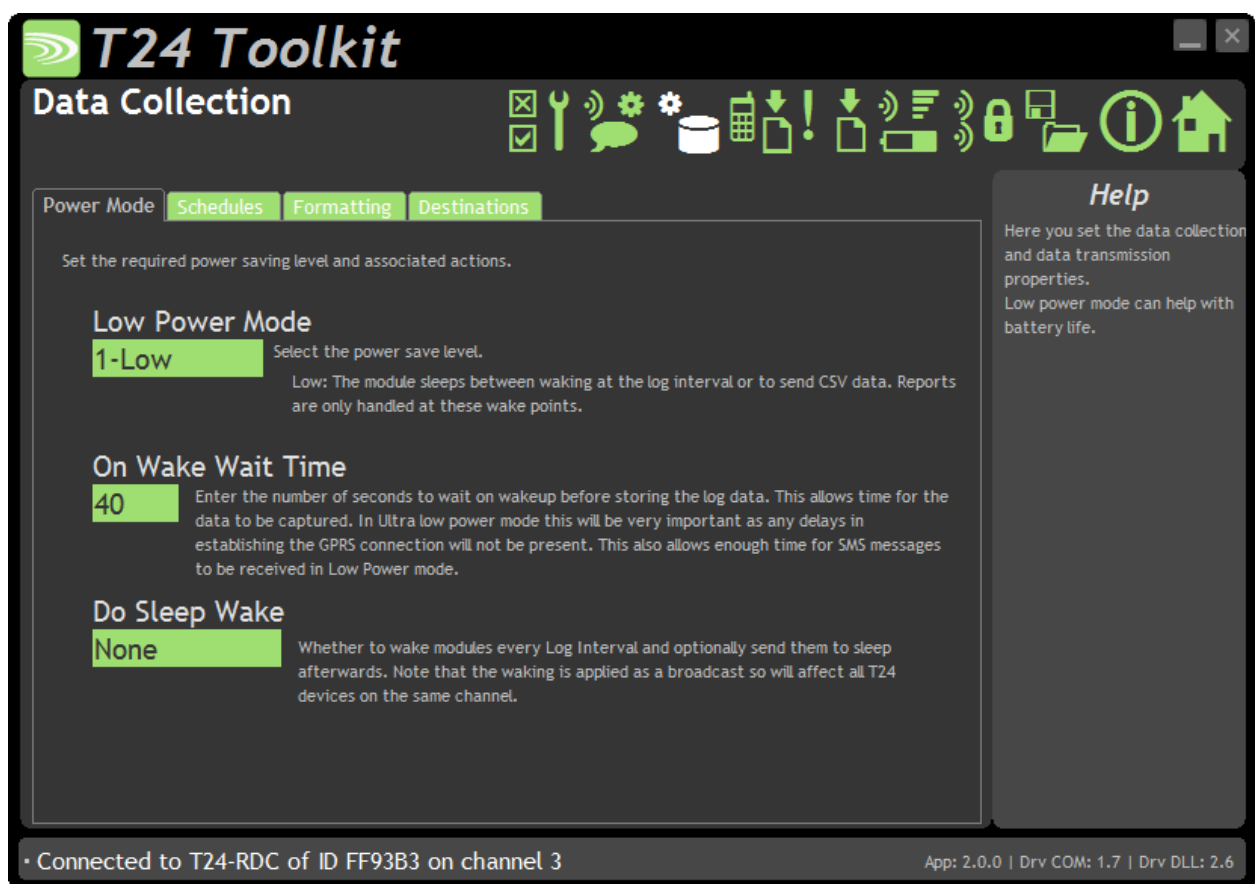 T24 Toolkit
Data Collection
Power Mode Schedules Formatting Destinations
Set the required power saving level and associated actions.
Low Power Mode
1-Low
Select the power save level.
Low: The module sleeps between waking at the log interval or to send CSV data. Reports
are only handled at these wake points.
On Wake Wait Time
40
Enter the number of seconds to wait on wakeup before storing the log data. This allows time for the
data to be captured. In Ultra low power mode this will be very important as any delays in
establishing the GPRS connection will not be present. This also allows enough time for SMS messages
to be received in Low Power mode.
Do Sleep Wake
None
Whether to wake modules every Log Interval and optionally send them to sleep
afterwards. Note that the waking is applied as a broadcast so will affect all T24
devices on the same channel.
Help
Here you set the data collection
and data transmission
properties.
Low power mode can help with
battery life.
Connected to T24-RDC of ID FF93B3 on channel 3
App: 2.0.0 | Drv COM: 1.7 | Drv DLL: 2.6